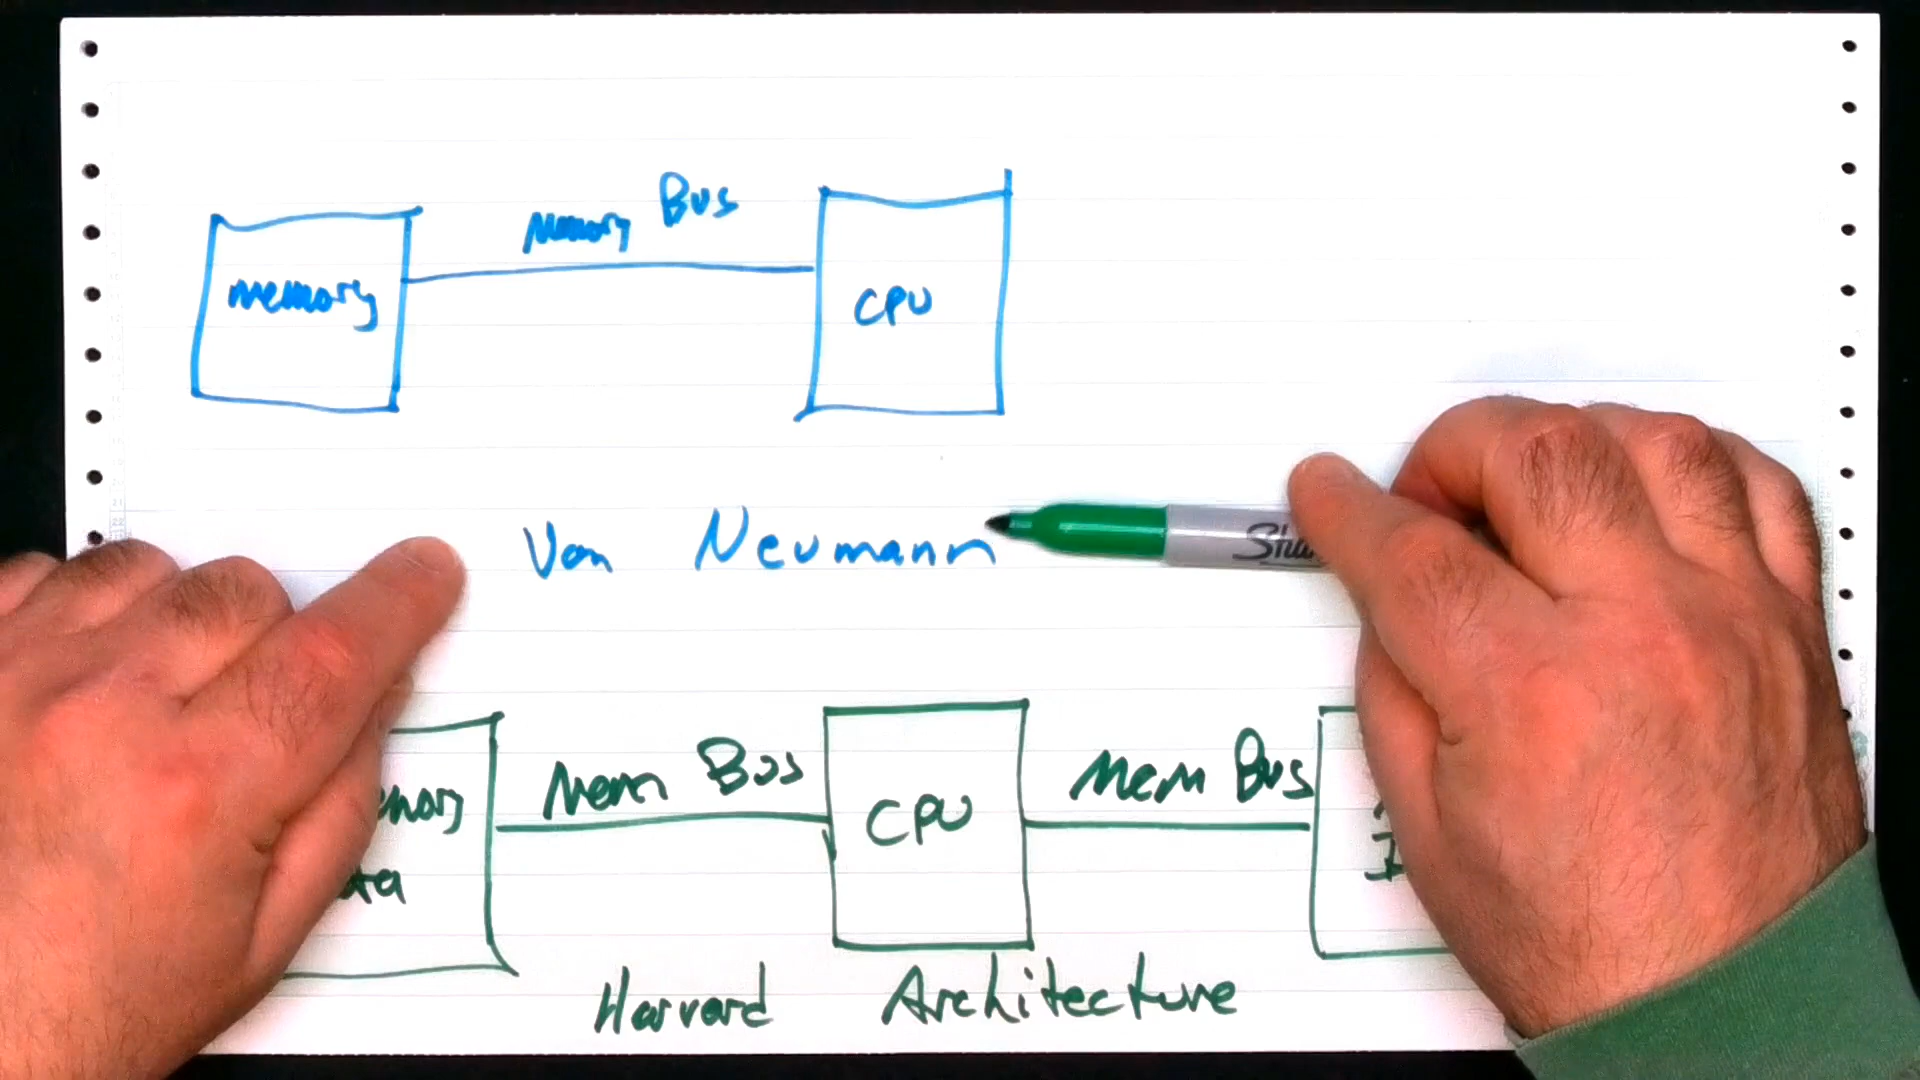 Memory Bus
memory
CPU
Von Neumann
Mem Bus
CPU
Mem Bus
Harvard Architecture